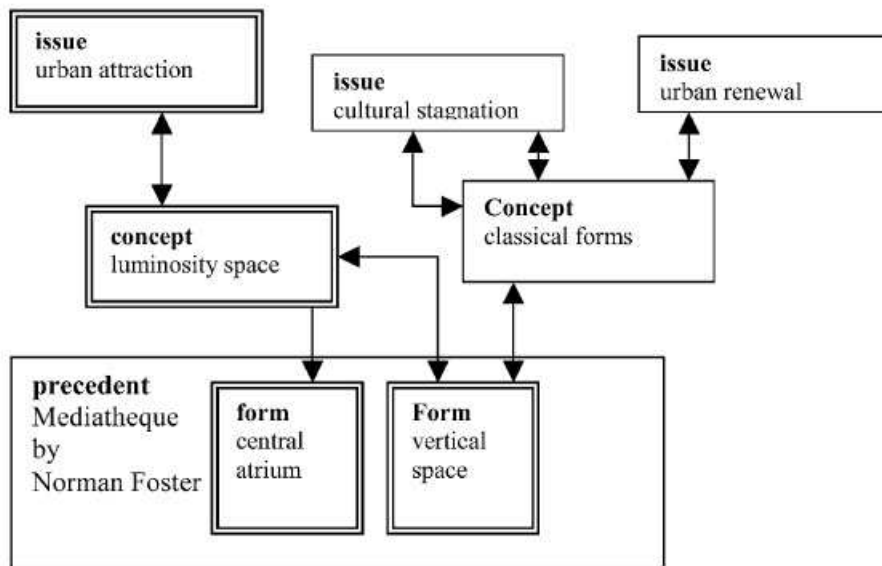 issue
urban attraction
issue
cultural stagnation
issue
urban renewal
concept
luminosity space
Concept
classical forms
precedent
Mediatheque
by
Norman Foster
form
central
atrium
Form
vertical
space